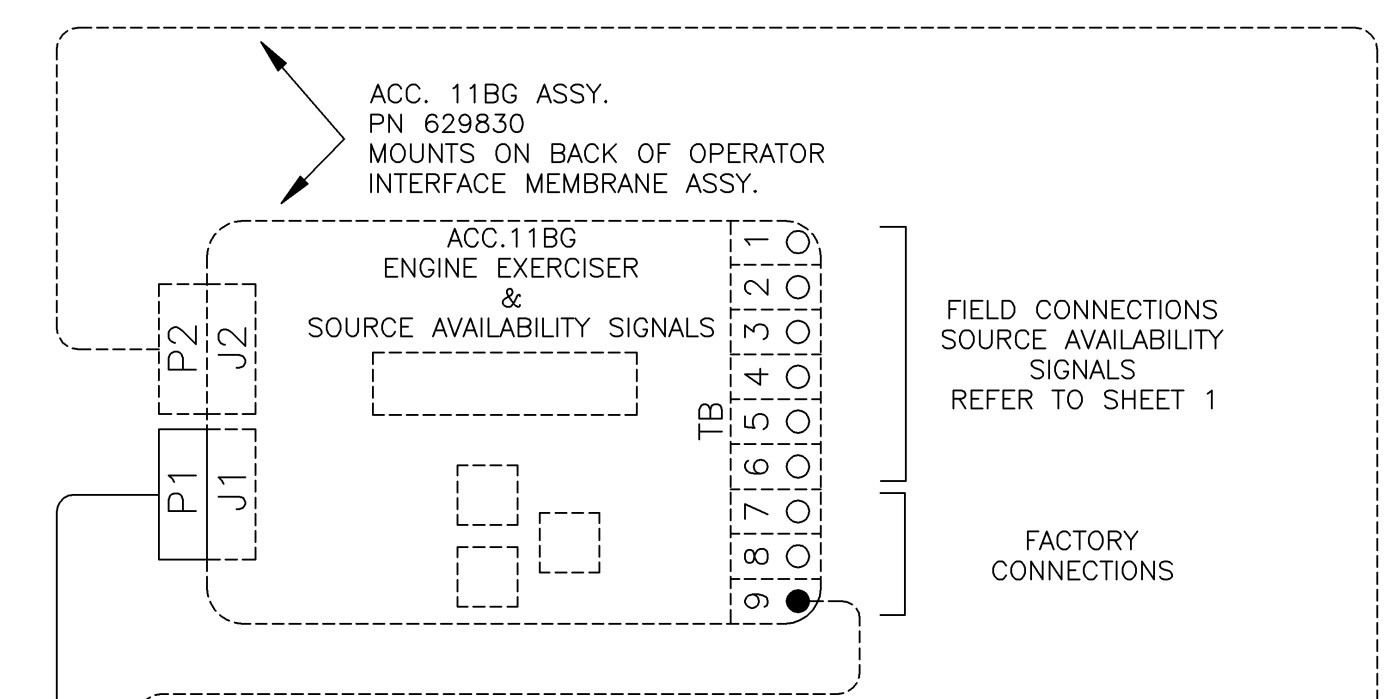 ACC. 11BG ASSY.
PN 629830
MOUNTS ON BACK OF OPERATOR
INTERFACE MEMBRANE ASSY.
ACC.11BG
ENGINE EXERCISER
&
SOURCE AVAILABILITY SIGNALS
P2
J2
P1
J1
TB
1
2
3
4
5
6
7
8
9
FIELD CONNECTIONS
SOURCE AVAILABILITY
SIGNALS
REFER TO SHEET 1
FACTORY
CONNECTIONS